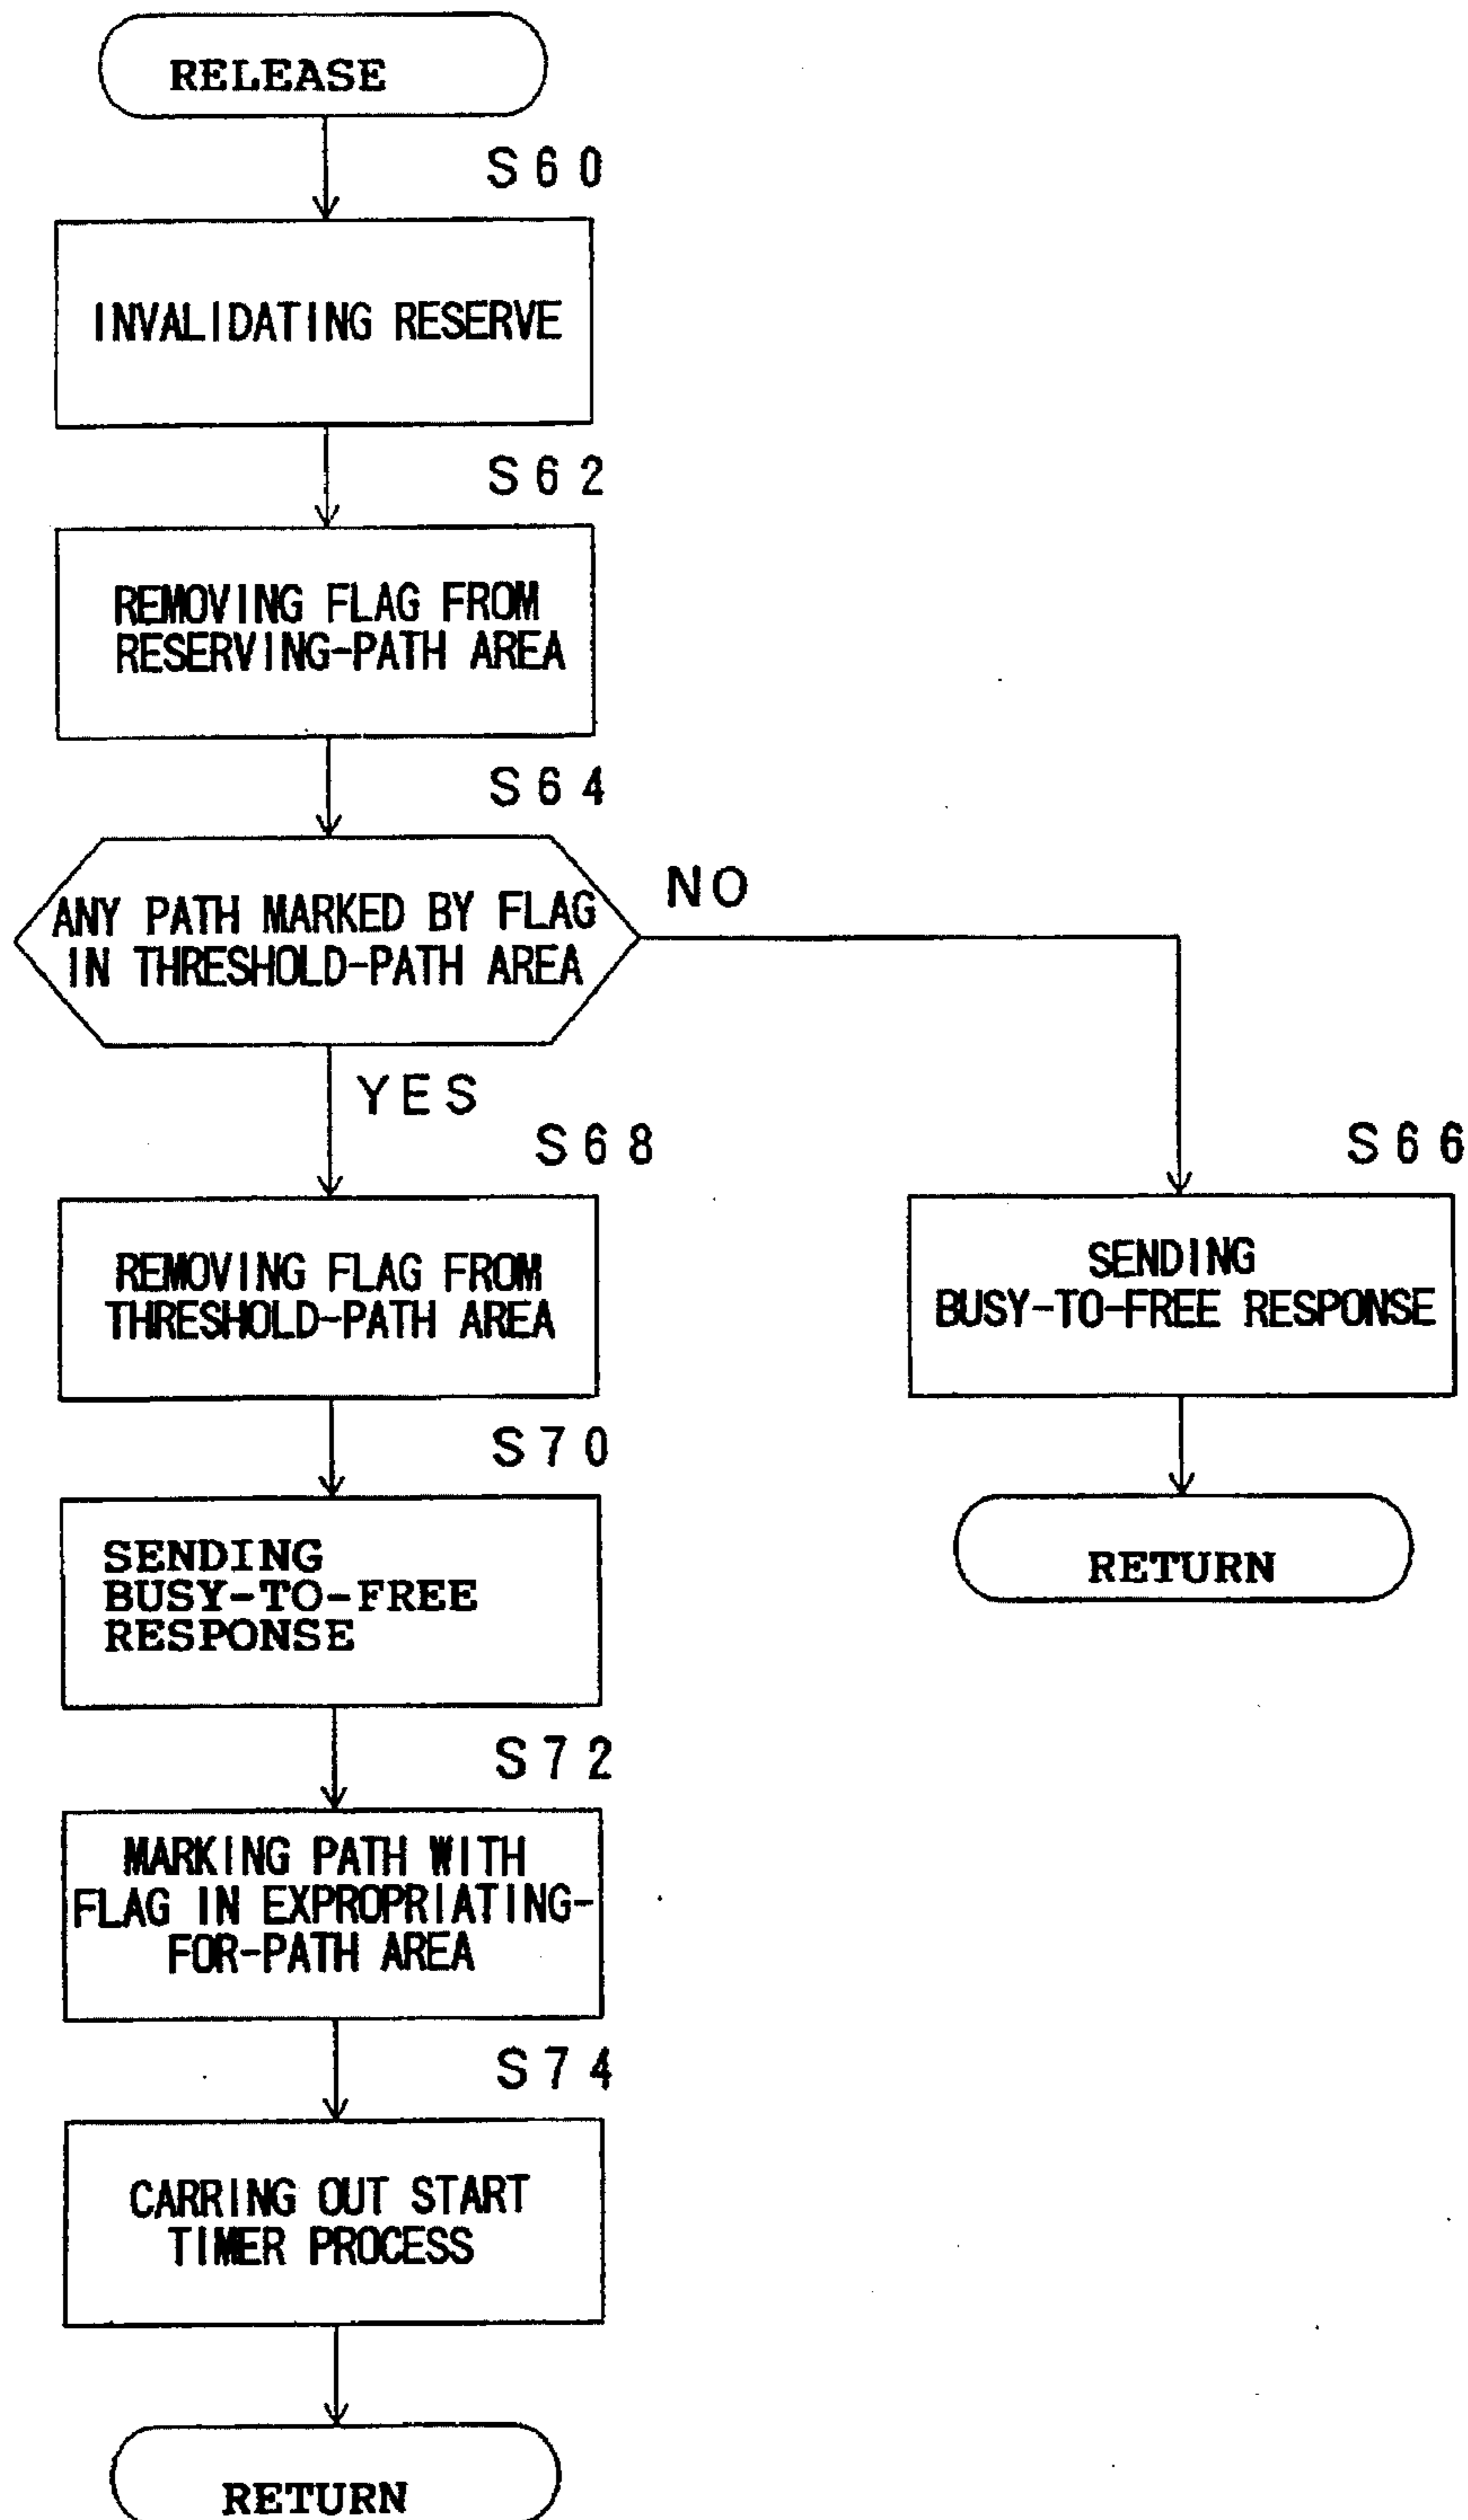 RELEASE
S60
INVALIDATING RESERVE
S62
REMOVING FLAG FROM
RESERVING-PATH AREA
S64
ANY PATH MARKED BY FLAG
IN THRESHOLD-PATH AREA
NO
YES
S68
REMOVING FLAG FROM
THRESHOLD-PATH AREA
S66
SENDING
BUSY-TO-FREE RESPONSE
RETURN
S70
SENDING
BUSY-TO-FREE
RESPONSE
S72
MARKING PATH WITH
FLAG IN EXPROPRIATING-
FOR-PATH AREA
S74
CARRING OUT START
TIMER PROCESS
RETURN